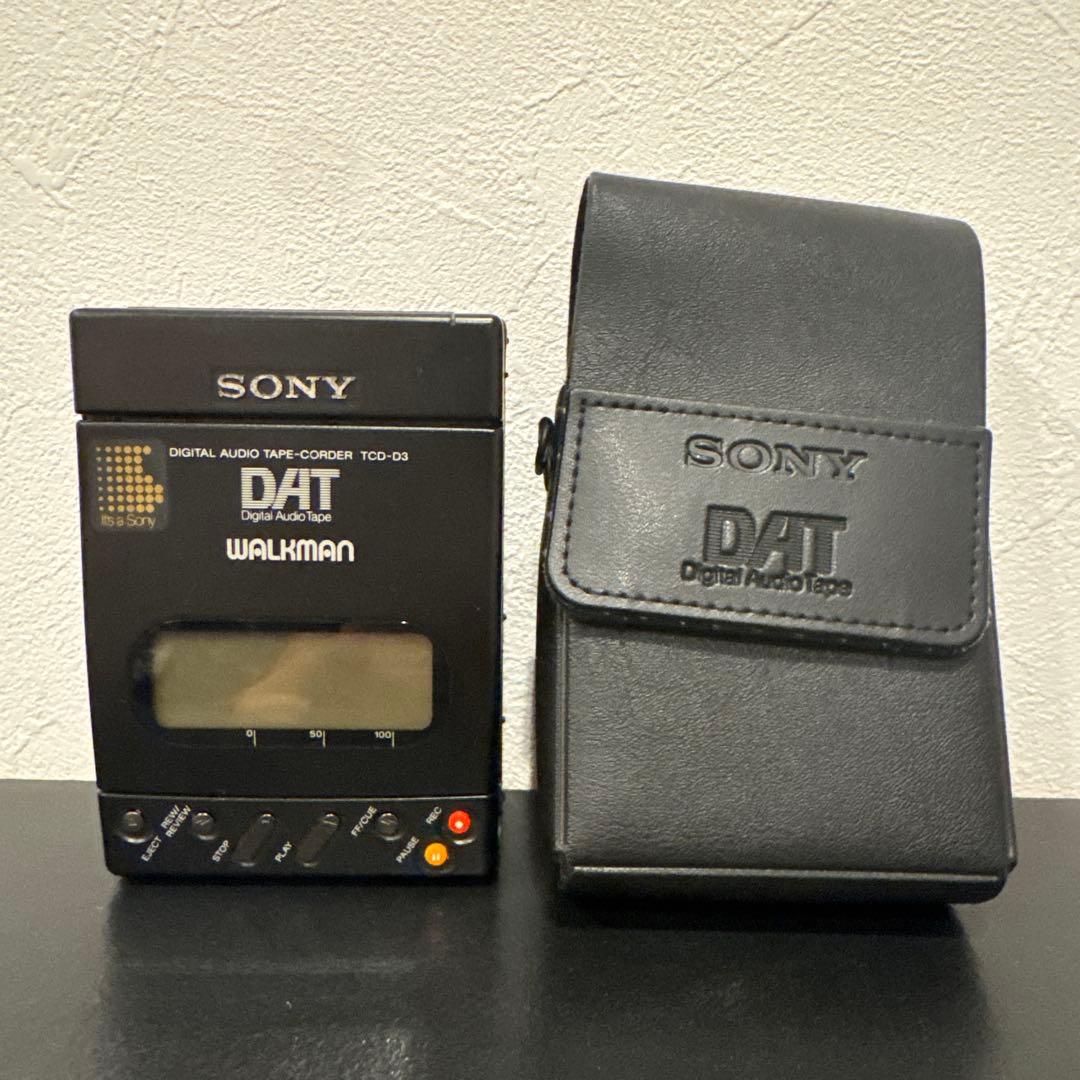 SONY
DIGITAL AUDIO TAPE-CORDER TCD-D3
DAT
Digital Audio Tape
WALKMAN
It's a Sony
0 50 100
EJECT
REW/
REVIEW
STOP
PLAY
FF/CUE
PAUSE
REC
SONY
DAT
Digital Audio Tape